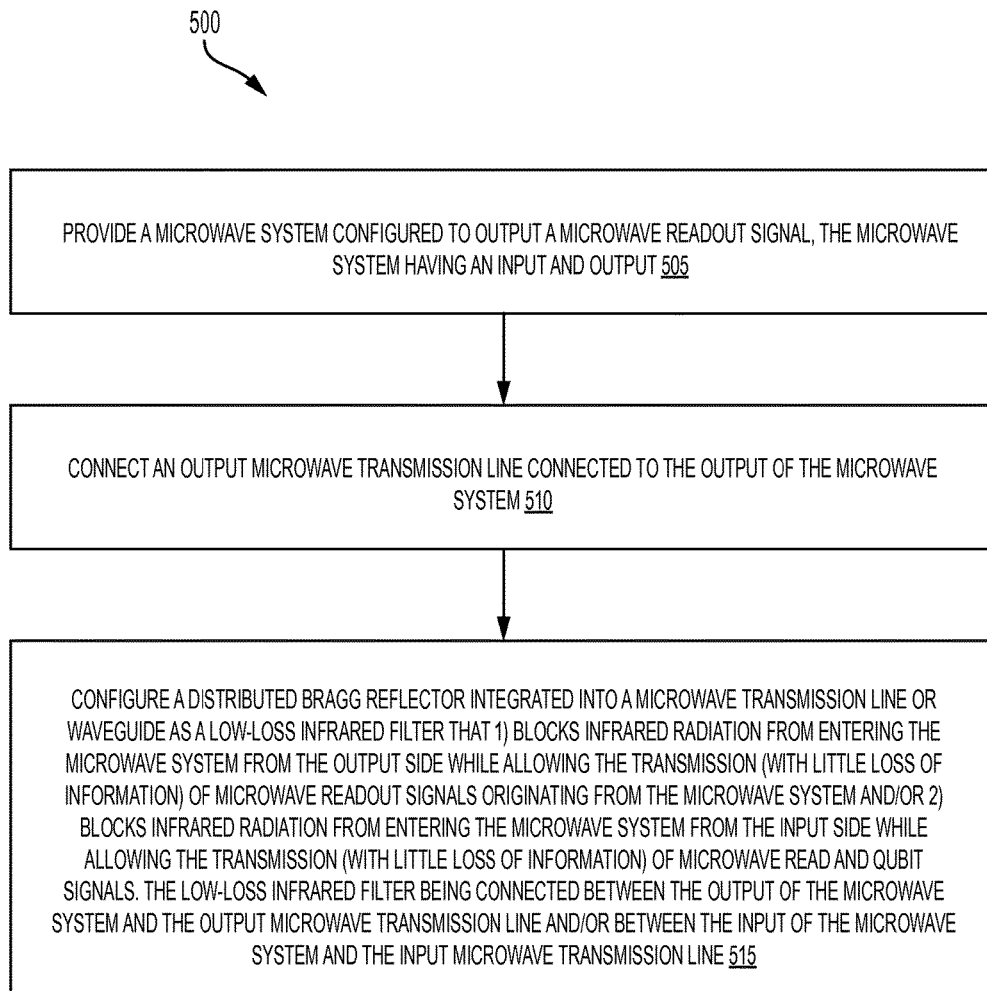 500
PROVIDE A MICROWAVE SYSTEM CONFIGURED TO OUTPUT A MICROWAVE READOUT SIGNAL, THE MICROWAVE
SYSTEM HAVING AN INPUT AND OUTPUT 505
CONNECT AN OUTPUT MICROWAVE TRANSMISSION LINE CONNECTED TO THE OUTPUT OF THE MICROWAVE
SYSTEM 510
CONFIGURE A DISTRIBUTED BRAGG REFLECTOR INTEGRATED INTO A MICROWAVE TRANSMISSION LINE OR
WAVEGUIDE AS A LOW-LOSS INFRARED FILTER THAT 1) BLOCKS INFRARED RADIATION FROM ENTERING THE
MICROWAVE SYSTEM FROM THE OUTPUT SIDE WHILE ALLOWING THE TRANSMISSION (WITH LITTLE LOSS OF
INFORMATION) OF MICROWAVE READOUT SIGNALS ORIGINATING FROM THE MICROWAVE SYSTEM AND/OR 2)
BLOCKS INFRARED RADIATION FROM ENTERING THE MICROWAVE SYSTEM FROM THE INPUT SIDE WHILE
ALLOWING THE TRANSMISSION (WITH LITTLE LOSS OF INFORMATION) OF MICROWAVE READ AND QUBIT
SIGNALS. THE LOW-LOSS INFRARED FILTER BEING CONNECTED BETWEEN THE OUTPUT OF THE MICROWAVE
SYSTEM AND THE OUTPUT MICROWAVE TRANSMISSION LINE AND/OR BETWEEN THE INPUT OF THE MICROWAVE
SYSTEM AND THE INPUT MICROWAVE TRANSMISSION LINE 515